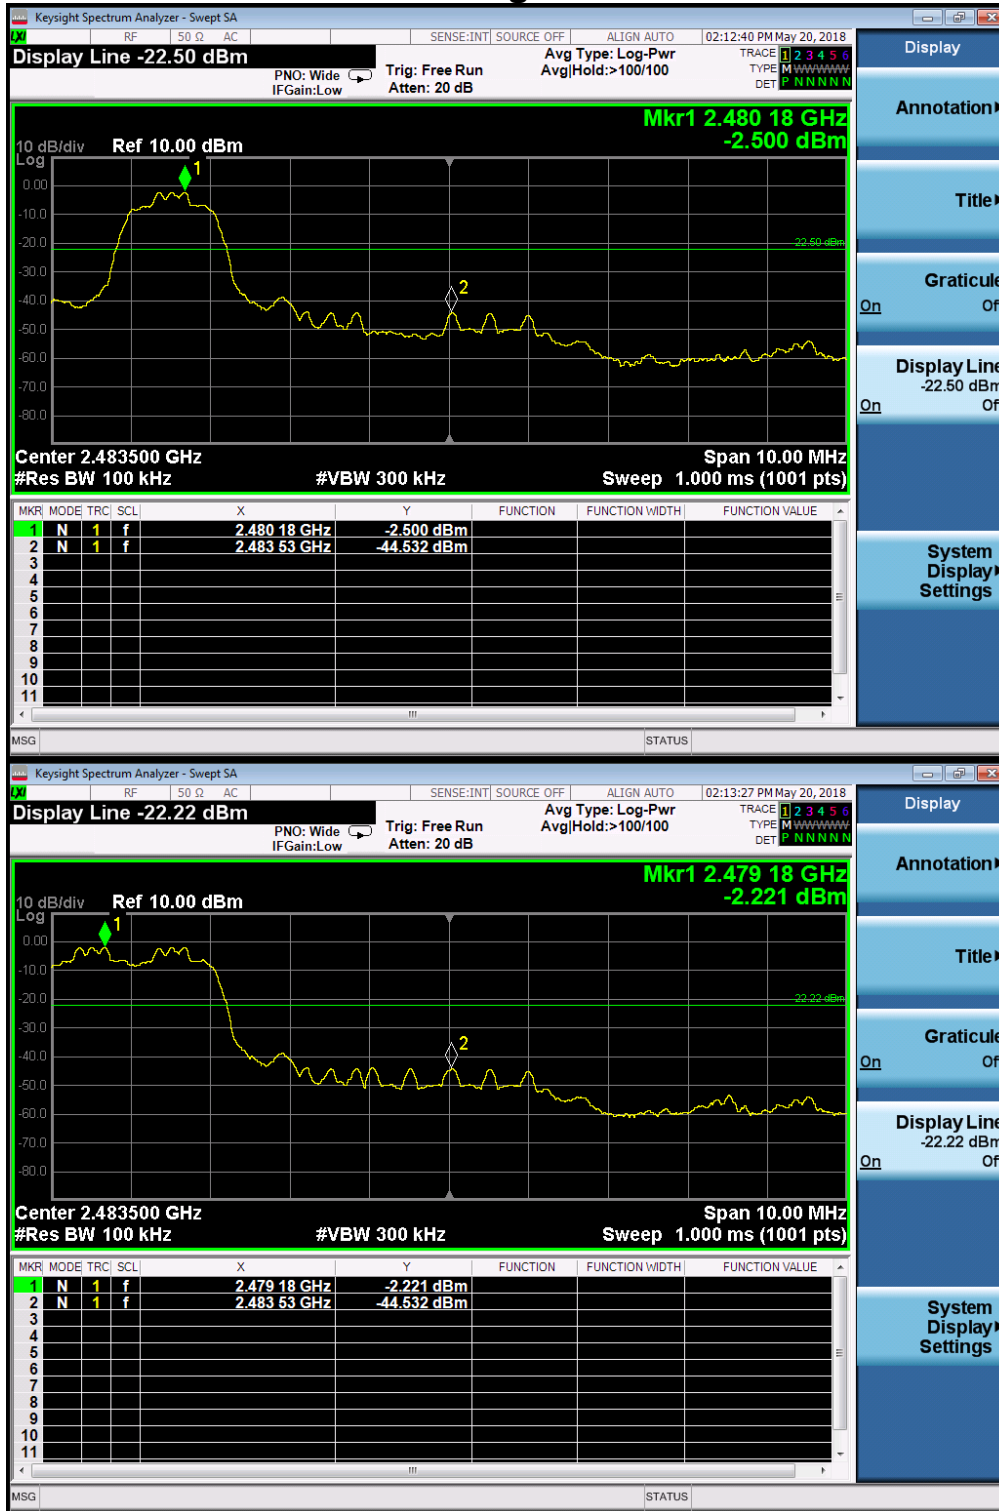 Keysight Spectrum Analyzer - Swept SA
LXI RF 50 Ω AC SENSE:INT SOURCE OFF ALIGN AUTO 02:12:40 PM May 20, 2018
Display Line -22.50 dBm
PNO: Wide Trig: Free Run Avg Type: Log-Pwr TRACE 1 2 3 4 5 6
IFGain:Low Atten: 20 dB Avg|Hold:>100/100 TYPE M WWWWW
DET P N N N N N
Mkr1 2.480 18 GHz
-2.500 dBm
10 dB/div Ref 10.00 dBm
Log
1
0.00
-10.0
-20.0
22.50 dBm
-30.0
2
-40.0
-50.0
-60.0
-70.0
-80.0
Center 2.483500 GHz Span 10.00 MHz
#Res BW 100 kHz #VBW 300 kHz Sweep 1.000 ms (1001 pts)
MKR MODE TRC SCL X Y FUNCTION FUNCTION WIDTH FUNCTION VALUE
1 N 1 f 2.480 18 GHz -2.500 dBm
2 N 1 f 2.483 53 GHz -44.532 dBm
3
4
5
6
7
8
9
10
11
MSG STATUS
Display
Annotation
Title
Graticule
On Of
Display Line
-22.50 dBm
On Of
System
Display
Settings
Keysight Spectrum Analyzer - Swept SA
LXI RF 50 Ω AC SENSE:INT SOURCE OFF ALIGN AUTO 02:13:27 PM May 20, 2018
Display Line -22.22 dBm
PNO: Wide Trig: Free Run Avg Type: Log-Pwr TRACE 1 2 3 4 5 6
IFGain:Low Atten: 20 dB Avg|Hold:>100/100 TYPE M WWWWW
DET P N N N N N
Mkr1 2.479 18 GHz
-2.221 dBm
10 dB/div Ref 10.00 dBm
Log
1
0.00
-10.0
-20.0
22.22 dBm
-30.0
2
-40.0
-50.0
-60.0
-70.0
-80.0
Center 2.483500 GHz Span 10.00 MHz
#Res BW 100 kHz #VBW 300 kHz Sweep 1.000 ms (1001 pts)
MKR MODE TRC SCL X Y FUNCTION FUNCTION WIDTH FUNCTION VALUE
1 N 1 f 2.479 18 GHz -2.221 dBm
2 N 1 f 2.483 53 GHz -44.532 dBm
3
4
5
6
7
8
9
10
11
MSG STATUS
Display
Annotation
Title
Graticule
On Of
Display Line
-22.22 dBm
On Of
System
Display
Settings